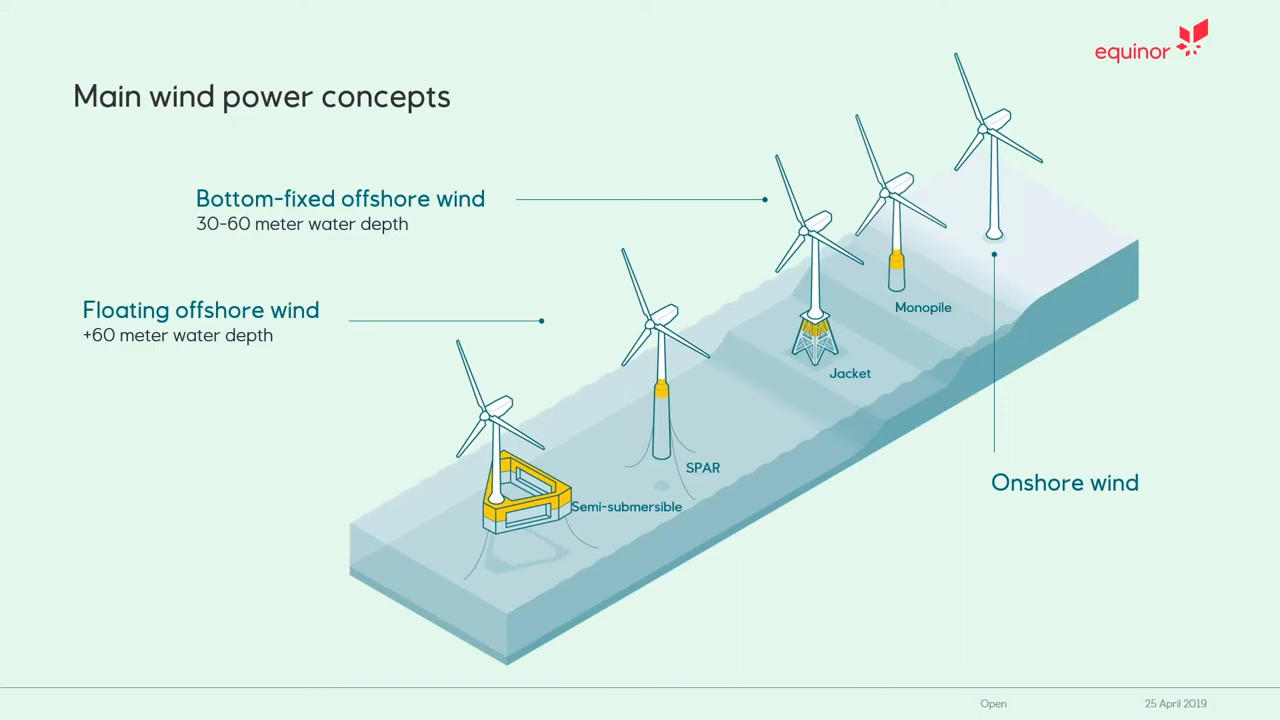 equinor
Main wind power concepts
Bottom-fixed offshore wind
30-60 meter water depth
Monopile
Floating offshore wind
+60 meter water depth
Jacket
SPAR
Onshore wind
Semi-submersible
Open
25 April 2019